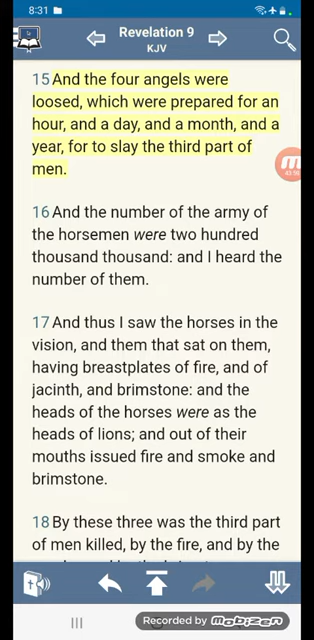 8:31
Revelation 9
KJV
15 And the four angels were
loosed, which were prepared for an
hour, and a day, and a month, and a
year, for to slay the third part of
men.
16 And the number of the army of
the horsemen were two hundred
thousand thousand: and I heard the
number of them.
17 And thus I saw the horses in the
vision, and them that sat on them,
having breastplates of fire, and of
jacinth, and brimstone: and the
heads of the horses were as the
heads of lions; and out of their
mouths issued fire and smoke and
brimstone.
18 By these three was the third part
of men killed, by the fire, and by the
Recorded by mobizen